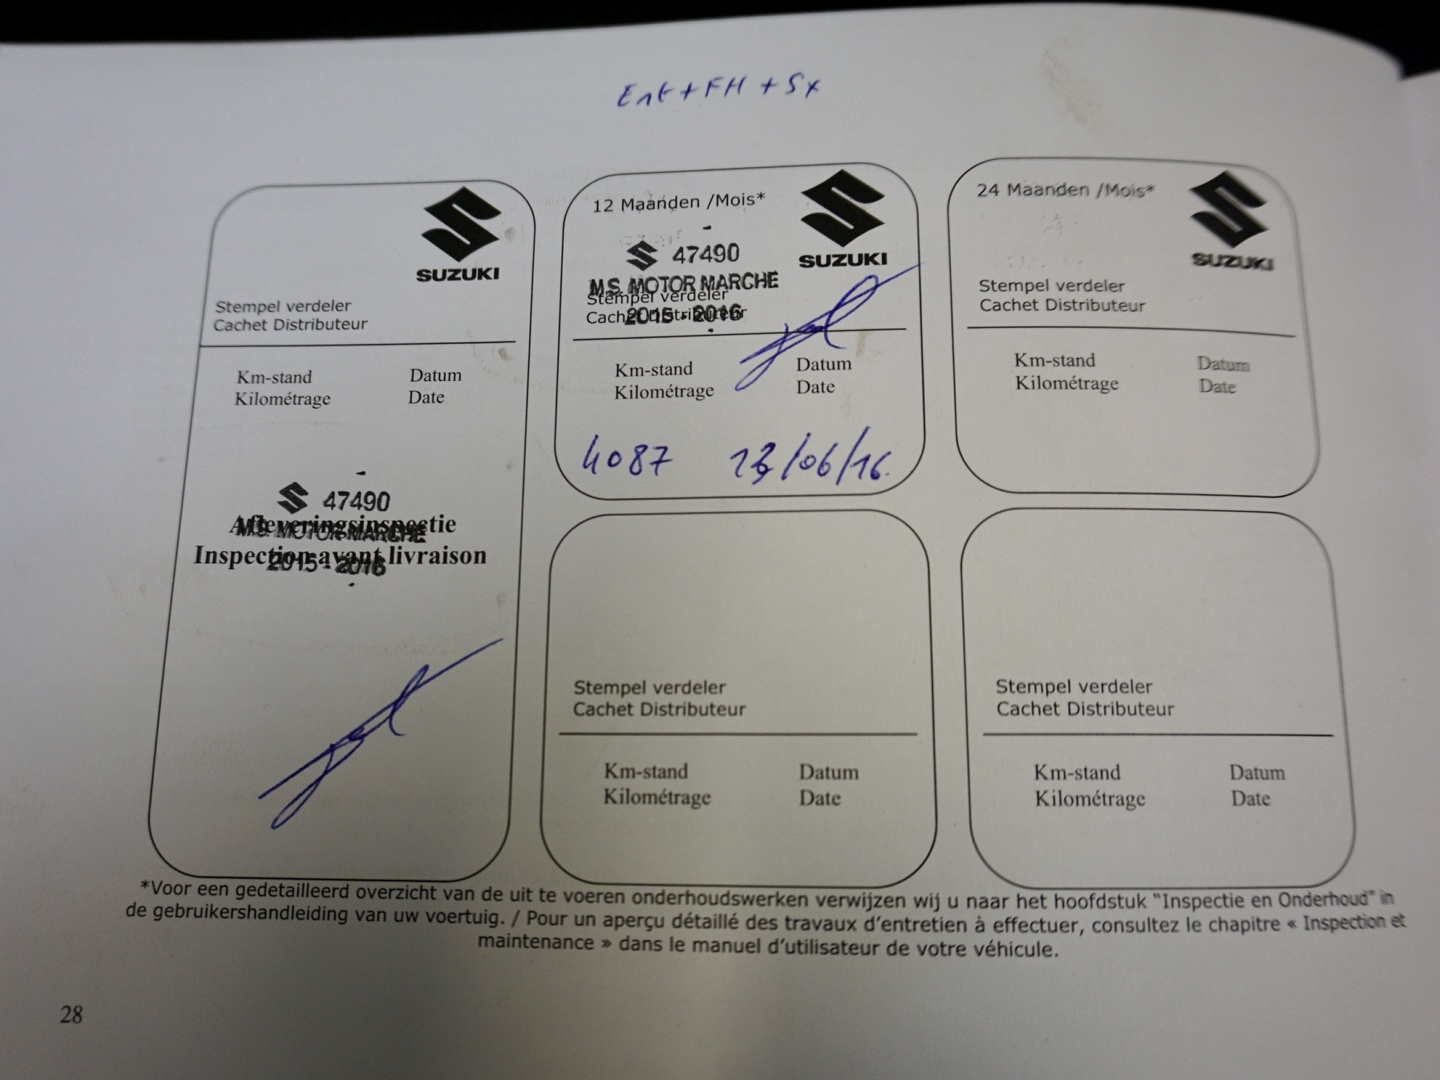 Ent + FH + Sx
SUZUKI
Stempel verdeler
Cachet Distributeur
Km-stand Datum
Kilométrage Date
47490
Afleveringsinspectie
M.S. MOTOR MARCHE
Inspection avant livraison
2015 - 2016
12 Maanden /Mois*
SUZUKI
47490
M.S. MOTOR MARCHE
Stempel verdeler
Cachet Distributeur
2015 - 2016
Km-stand Datum
Kilométrage Date
4087 13/06/16
24 Maanden /Mois*
SUZUKI
Stempel verdeler
Cachet Distributeur
Km-stand Datum
Kilométrage Date
Stempel verdeler
Cachet Distributeur
Km-stand Datum
Kilométrage Date
Stempel verdeler
Cachet Distributeur
Km-stand Datum
Kilométrage Date
*Voor een gedetailleerd overzicht van de uit te voeren onderhoudswerken verwijzen wij u naar het hoofdstuk “Inspectie en Onderhoud” in
de gebruikershandleiding van uw voertuig. / Pour un aperçu détaillé des travaux d’entretien à effectuer, consultez le chapitre « Inspection et
maintenance » dans le manuel d’utilisateur de votre véhicule.
28